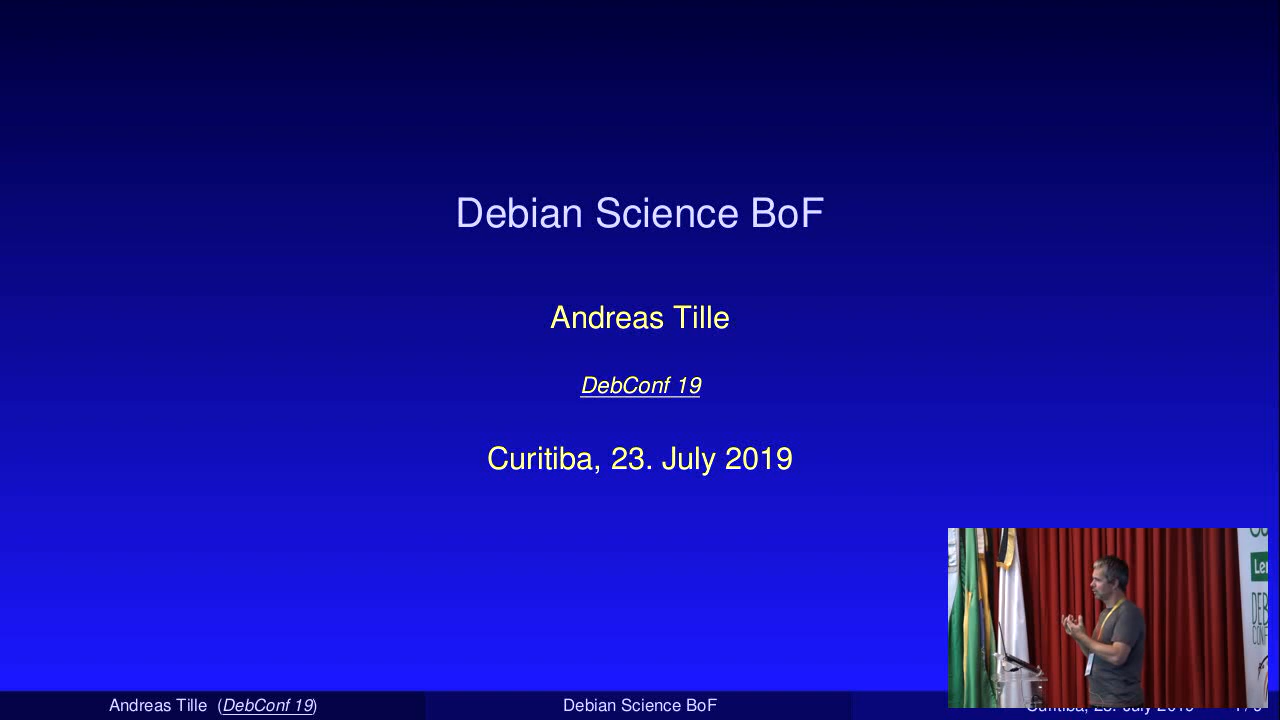 Debian Science BoF
Andreas Tille
DebConf 19
Curitiba, 23. July 2019
Andreas Tille (DebConf 19)
Debian Science BoF